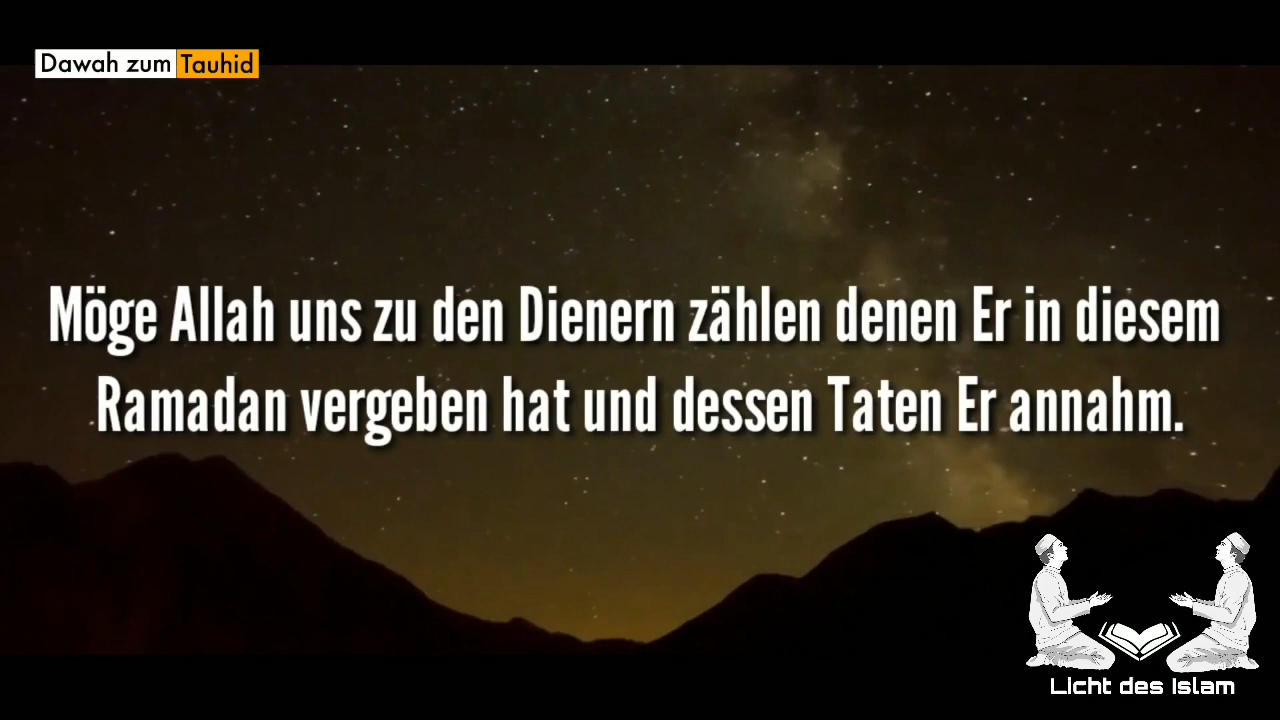 Dawah zum Tauhid
Möge Allah uns zu den Dienern zählen denen Er in diesem
Ramadan vergeben hat und dessen Taten Er annahm.
Licht des Islam